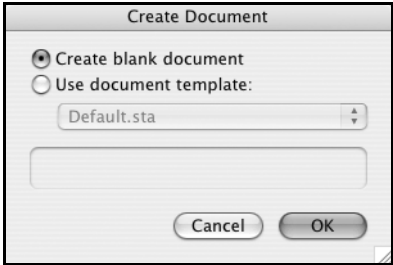 Create Document
Create blank document
Use document template:
Default.sta
Cancel OK